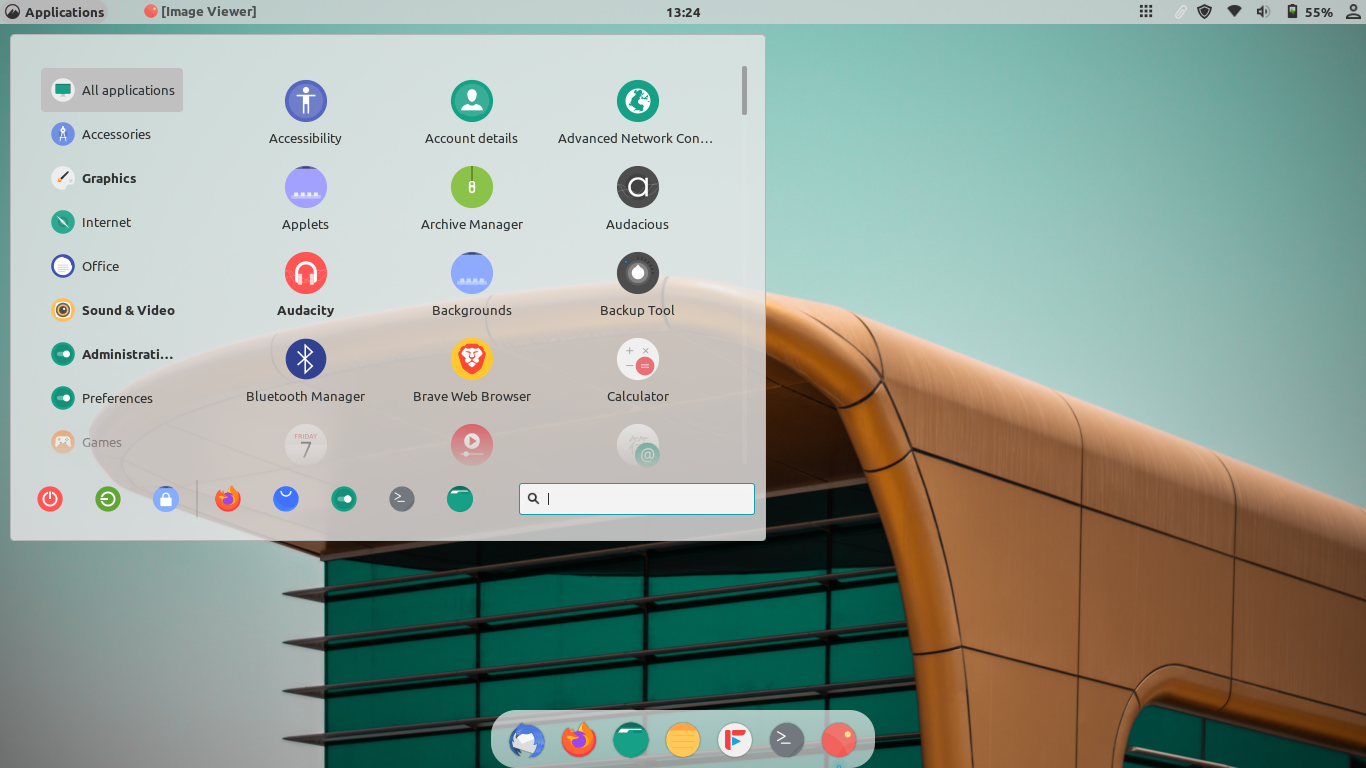 Applications
[Image Viewer]
13:24
55%
All applications
Accessories
Graphics
Internet
Office
Sound & Video
Administrati…
Preferences
Games
Accessibility
Account details
Advanced Network Con…
Applets
Archive Manager
Audacious
Audacity
Backgrounds
Backup Tool
Bluetooth Manager
Brave Web Browser
Calculator
FRIDAY
7